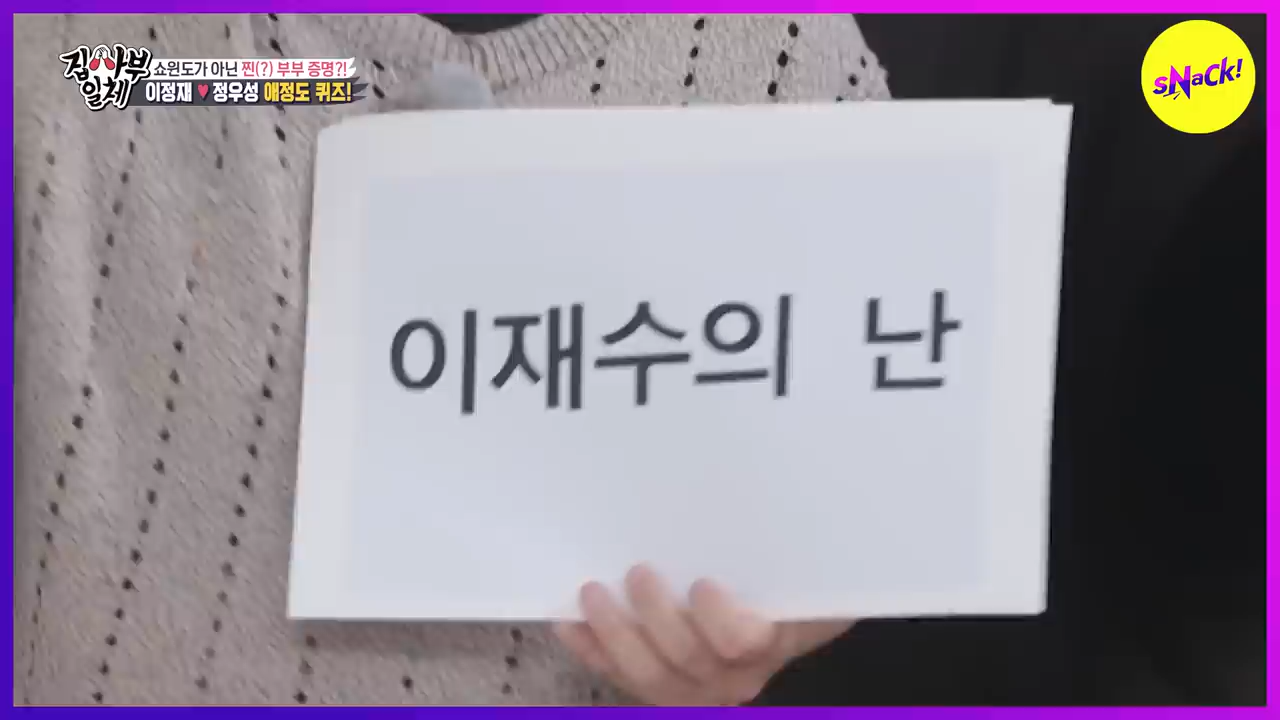 집사부일체
쇼윈도가 아닌 찐(?) 부부 증명?!
이정재 ♥ 정우성 애정도 퀴즈!
sNacK!
이재수의 난